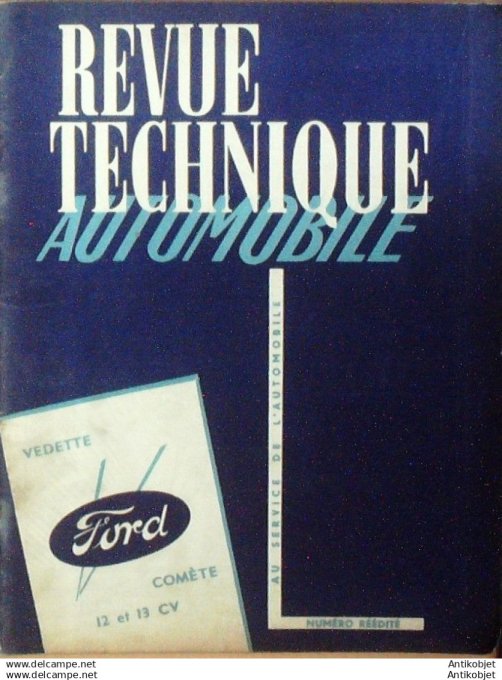 REVUE
TECHNIQUE
AUTOMOBILE
AU SERVICE DE L'AUTOMOBILE
VEDETTE
Ford
COMÈTE
12 et 13 CV
NUMÉRO RÉÉDITÉ
www.delcampe.net
Antikobjet
Antikobjet